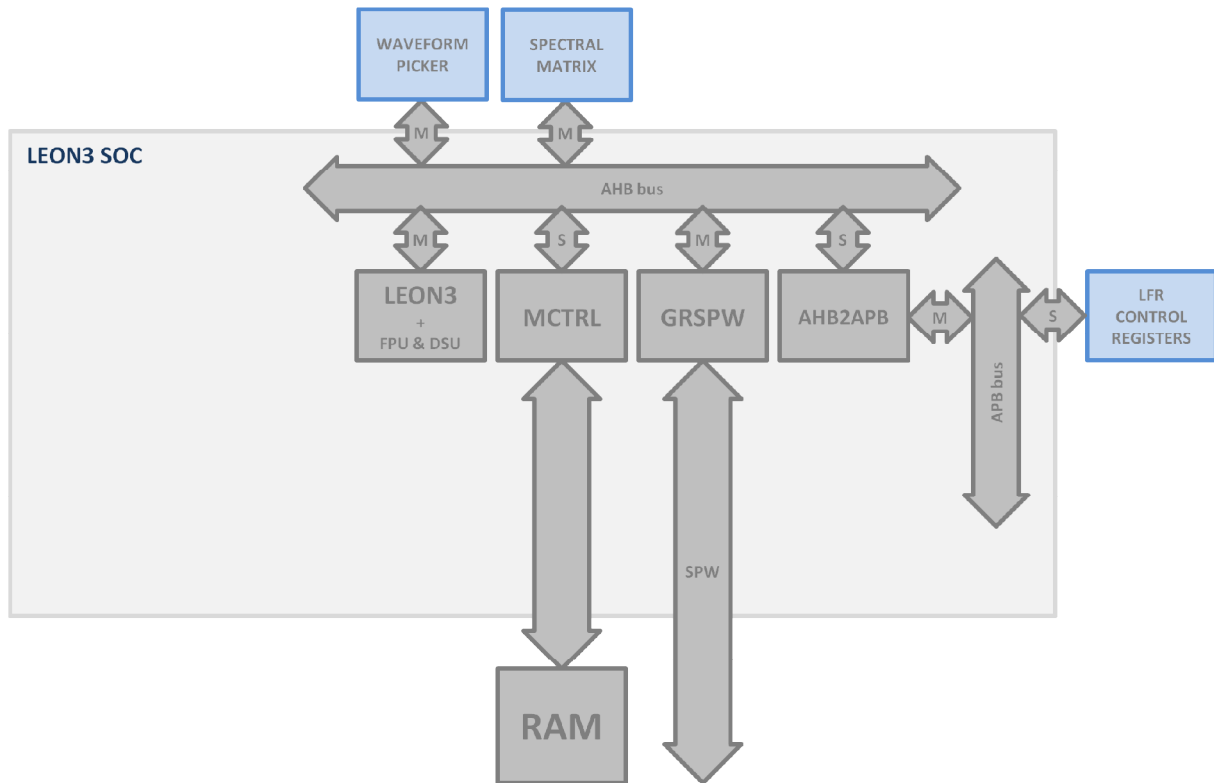 WAVEFORM
PICKER
SPECTRAL
MATRIX
M
M
LEON3 SOC
AHB bus
M
S
M
S
LEON3
+
FPU & DSU
MCTRL
GRSPW
AHB2APB
M
S
LFR
CONTROL
REGISTERS
APB bus
SPW
RAM